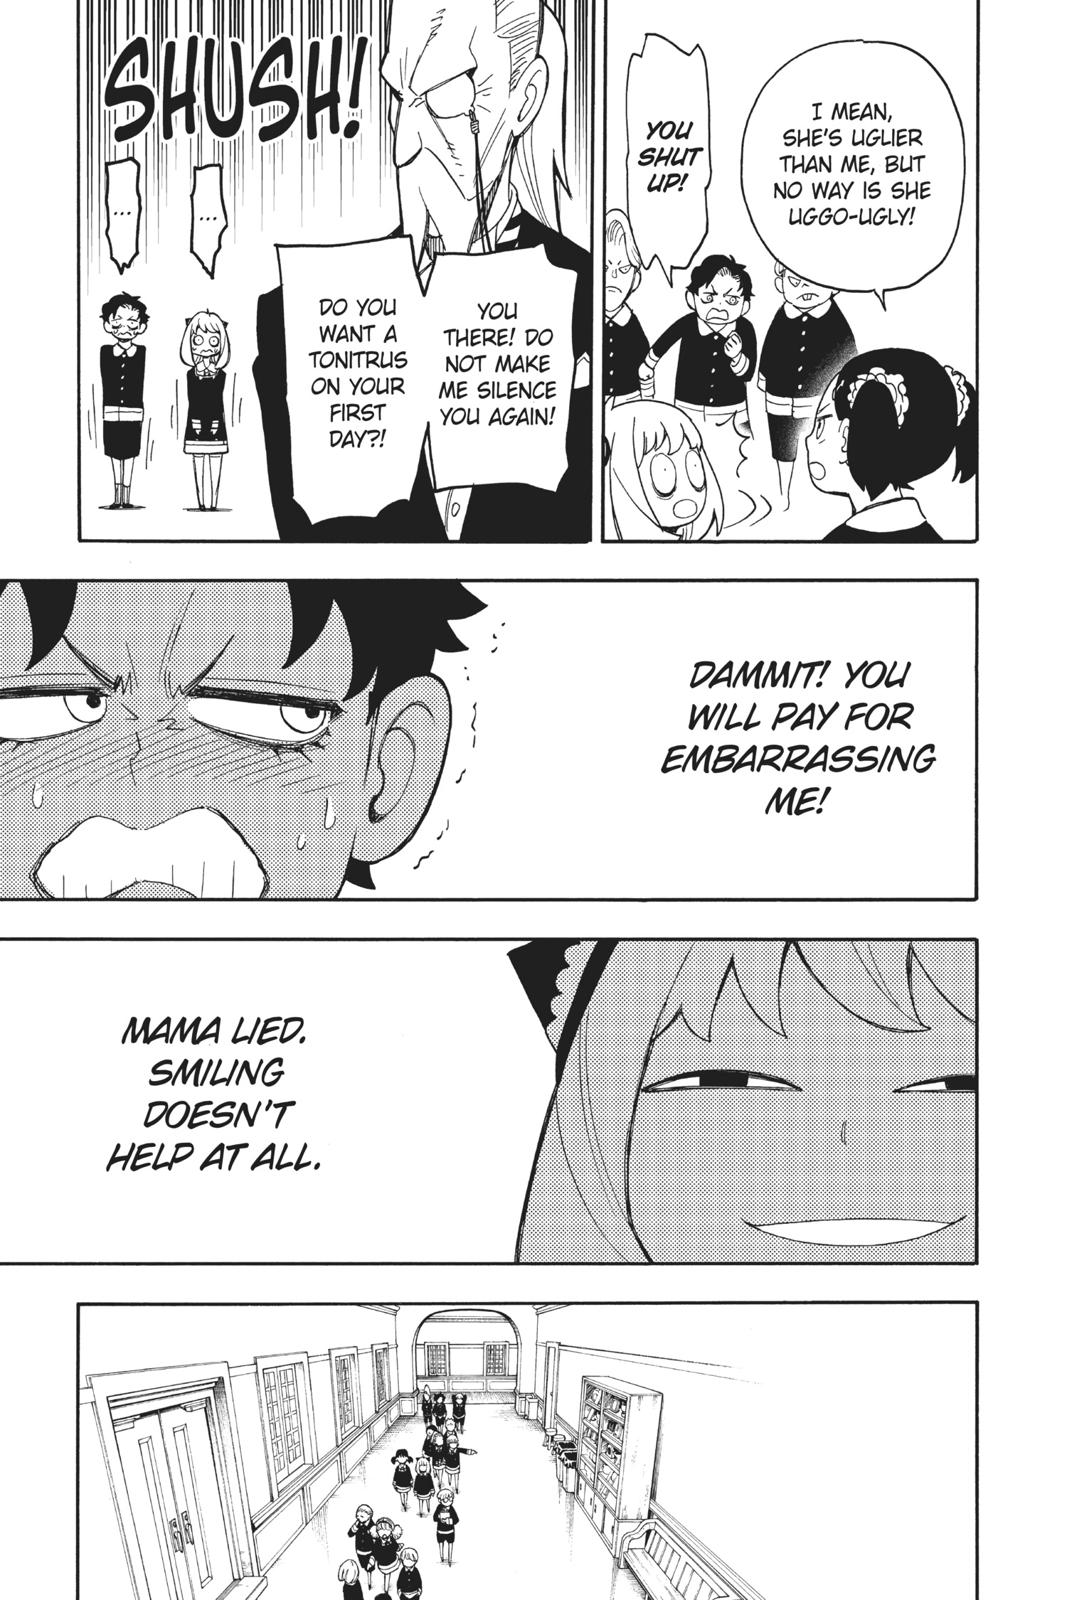 I MEAN,
SHE'S UGLIER
THAN ME, BUT
NO WAY IS SHE
UGGO-UGLY!
YOU
SHUT
UP!
SHUSH!
YOU
THERE! DO
NOT MAKE
ME SILENCE
YOU AGAIN!
DO YOU
WANT A
TONITRUS
ON YOUR
FIRST
DAY?!
...
...
DAMMIT! YOU
WILL PAY FOR
EMBARRASSING
ME!
MAMA LIED.
SMILING
DOESN'T
HELP AT ALL.